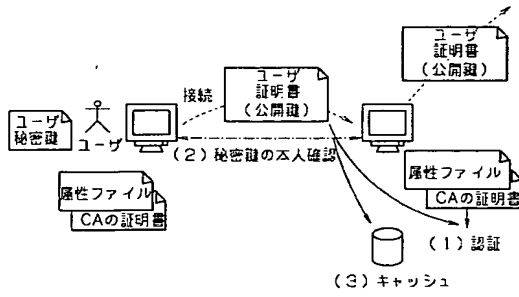 ユーザ
証明書
(公開鍵)
ユーザ
証明書
(公開鍵)
接続
ユーザ
秘密鍵
ユーザ
(2) 秘密鍵の本人確認
属性ファイル
CAの証明書
属性ファイル
CAの証明書
(1) 認証
(3) キャッシュ